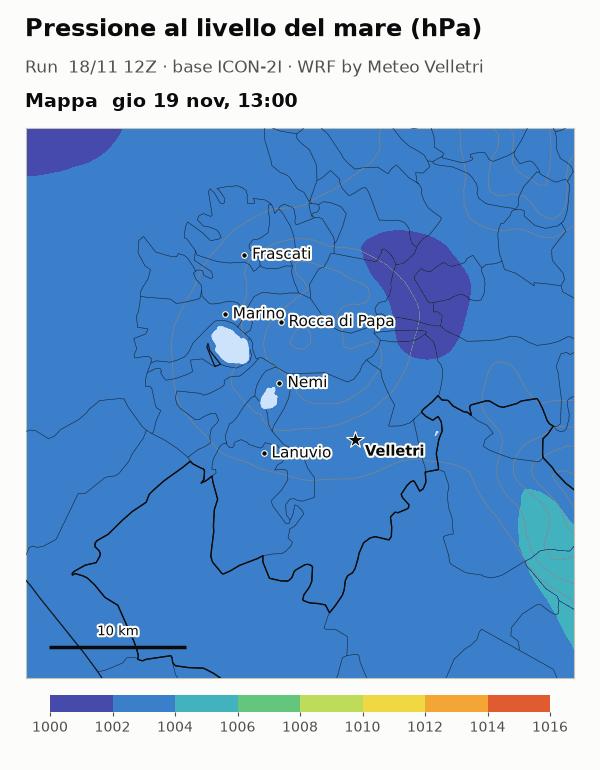 Pressione al livello del mare (hPa)
Run  18/11 12Z · base ICON-2I · WRF by Meteo Velletri
Mappa  gio 19 nov, 13:00
Frascati
Marino
Rocca di Papa
Nemi
Velletri
Lanuvio
10 km
1000 1002 1004 1006 1008 1010 1012 1014 1016